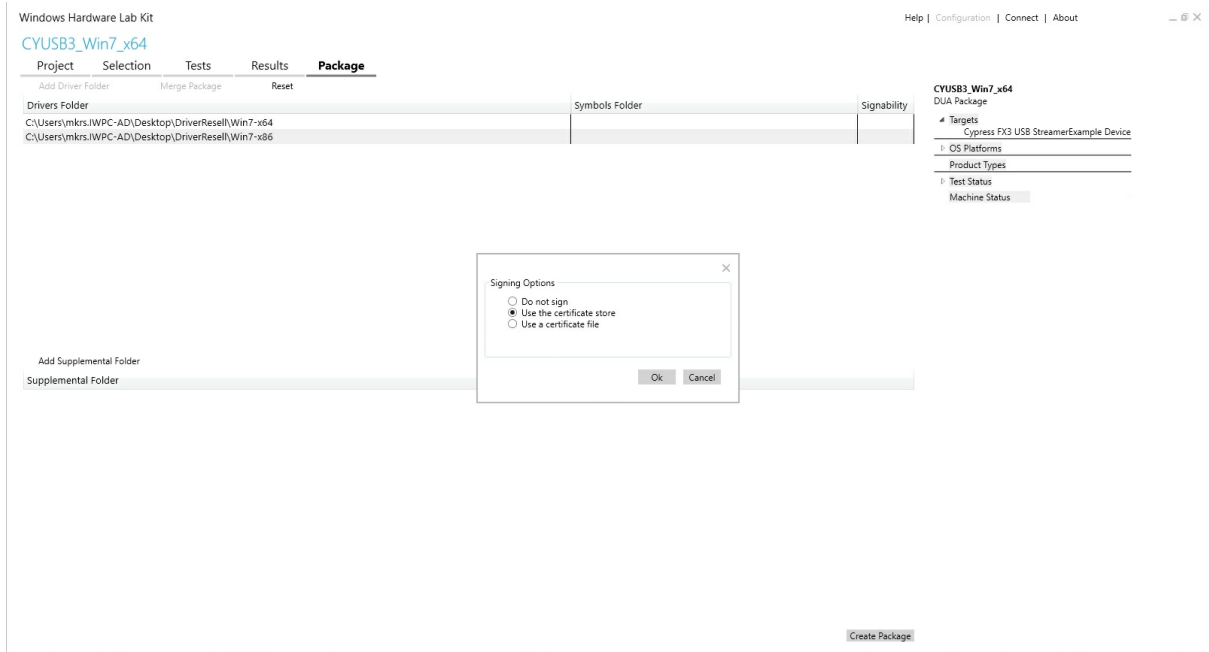 Windows Hardware Lab Kit
Help | Configuration | Connect | About
CYUSB3_Win7_x64
Project Selection Tests Results Package
Add Driver Folder Merge Package Reset
Drivers Folder Symbols Folder Signability
C:\Users\mkrs.IWPC-AD\Desktop\DriverResell\Win7-x64
C:\Users\mkrs.IWPC-AD\Desktop\DriverResell\Win7-x86
CYUSB3_Win7_x64
DUA Package
Targets
Cypress FX3 USB StreamerExample Device
OS Platforms
Product Types
Test Status
Machine Status
Signing Options
Do not sign
Use the certificate store
Use a certificate file
Ok Cancel
Add Supplemental Folder
Supplemental Folder
Create Package